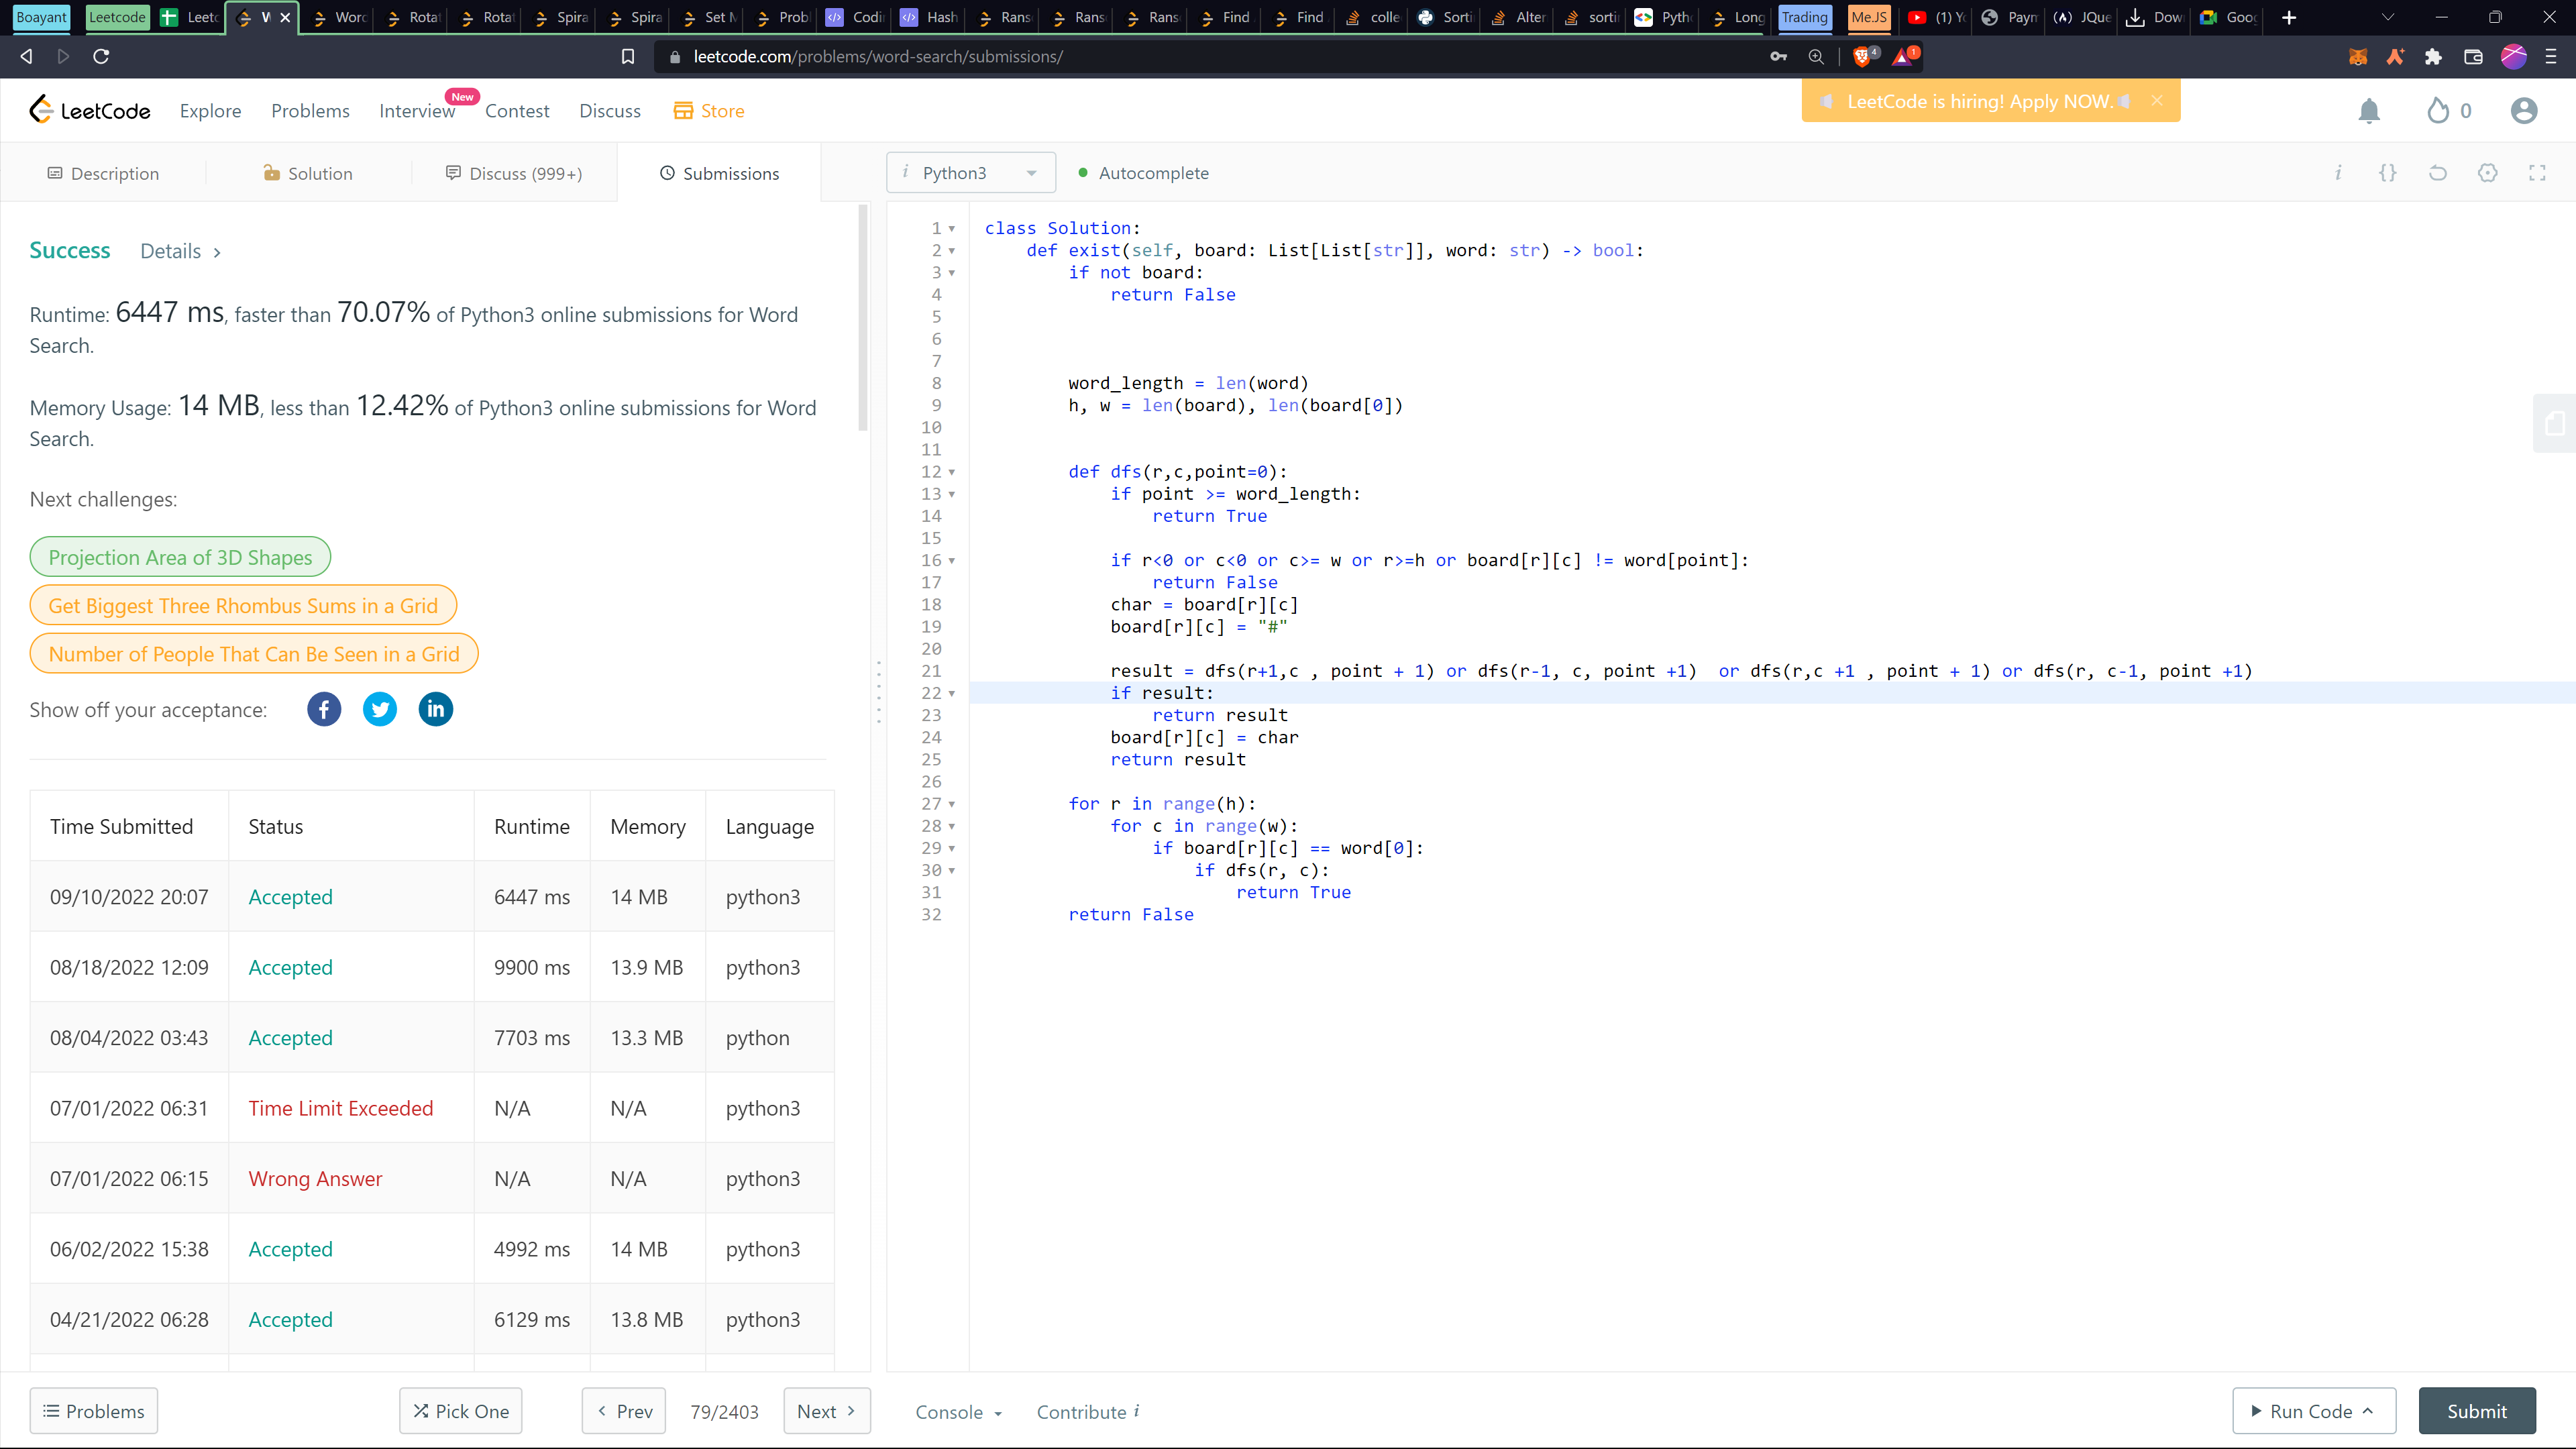 Boayant Leetcode Leetc W Word Rotat Rotat Spira Spira Set M Probl Codin Hash Rans Rans Rans Find Find colle Sorti Alter sortin Pytho Long Trading Me.JS (1) Yo Paym JQue Dow Goog
leetcode.com/problems/word-search/submissions/ 4 1
LeetCode Explore Problems Interview New Contest Discuss Store LeetCode is hiring! Apply NOW. 0
Description Solution Discuss (999+) Submissions
Success Details
Runtime: 6447 ms, faster than 70.07% of Python3 online submissions for Word
Search.
Memory Usage: 14 MB, less than 12.42% of Python3 online submissions for Word
Search.
Next challenges:
Projection Area of 3D Shapes
Get Biggest Three Rhombus Sums in a Grid
Number of People That Can Be Seen in a Grid
Show off your acceptance:
Time Submitted Status Runtime Memory Language
09/10/2022 20:07 Accepted 6447 ms 14 MB python3
08/18/2022 12:09 Accepted 9900 ms 13.9 MB python3
08/04/2022 03:43 Accepted 7703 ms 13.3 MB python
07/01/2022 06:31 Time Limit Exceeded N/A N/A python3
07/01/2022 06:15 Wrong Answer N/A N/A python3
06/02/2022 15:38 Accepted 4992 ms 14 MB python3
04/21/2022 06:28 Accepted 6129 ms 13.8 MB python3
Problems Pick One Prev 79/2403 Next
i Python3 Autocomplete i {}
1 class Solution:
2 def exist(self, board: List[List[str]], word: str) -> bool:
3 if not board:
4 return False
5
6
7
8 word_length = len(word)
9 h, w = len(board), len(board[0])
10
11
12 def dfs(r,c,point=0):
13 if point >= word_length:
14 return True
15
16 if r<0 or c<0 or c>= w or r>=h or board[r][c] != word[point]:
17 return False
18 char = board[r][c]
19 board[r][c] = "#"
20
21 result = dfs(r+1,c , point + 1) or dfs(r-1, c, point +1)  or dfs(r,c +1 , point + 1) or dfs(r, c-1, point +1)
22 if result:
23 return result
24 board[r][c] = char
25 return result
26
27 for r in range(h):
28 for c in range(w):
29 if board[r][c] == word[0]:
30 if dfs(r, c):
31 return True
32 return False
Console Contribute i Run Code Submit